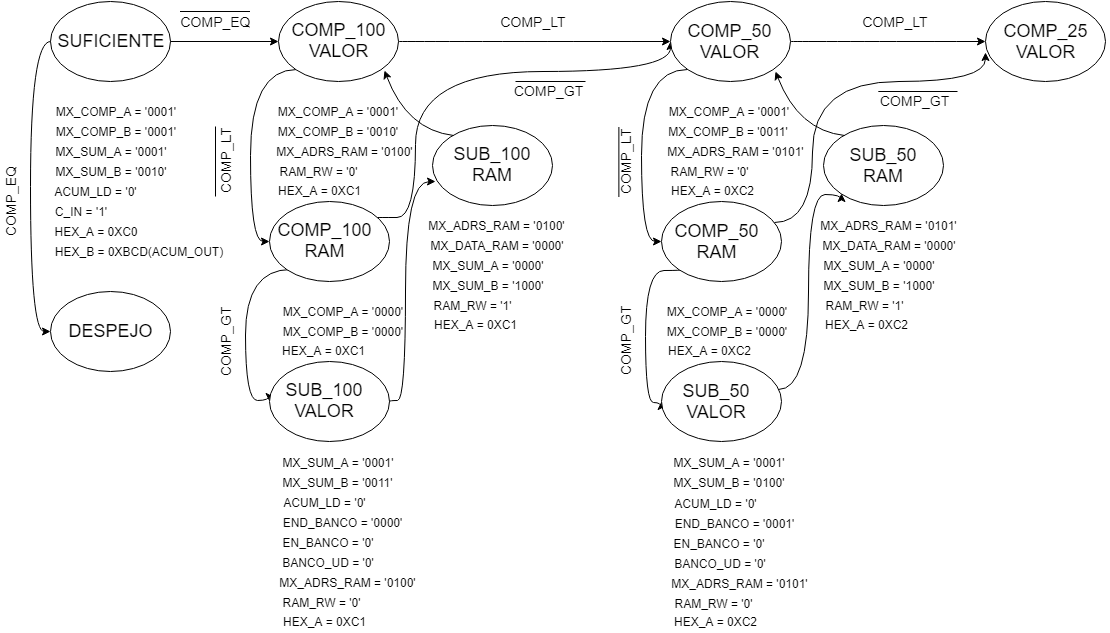 SUFICIENTE
COMP_EQ
COMP_EQ
MX_COMP_A = '0001'
MX_COMP_B = '0001'
MX_SUM_A = '0001'
MX_SUM_B = '0010'
ACUM_LD = '0'
C_IN = '1'
HEX_A = 0XC0
HEX_B = 0XBCD(ACUM_OUT)
DESPEJO
COMP_100
VALOR
COMP_LT
COMP_LT
MX_COMP_A = '0001'
MX_COMP_B = '0010'
MX_ADRS_RAM = '0100'
RAM_RW = '0'
HEX_A = 0XC1
COMP_100
RAM
COMP_GT
COMP_GT
MX_COMP_A = '0000'
MX_COMP_B = '0000'
HEX_A = 0XC1
SUB_100
VALOR
MX_SUM_A = '0001'
MX_SUM_B = '0011'
ACUM_LD = '0'
END_BANCO = '0000'
EN_BANCO = '0'
BANCO_UD = '0'
MX_ADRS_RAM = '0100'
RAM_RW = '0'
HEX_A = 0XC1
SUB_100
RAM
MX_ADRS_RAM = '0100'
MX_DATA_RAM = '0000'
MX_SUM_A = '0000'
MX_SUM_B = '1000'
RAM_RW = '1'
HEX_A = 0XC1
COMP_50
VALOR
COMP_LT
COMP_LT
MX_COMP_A = '0001'
MX_COMP_B = '0011'
MX_ADRS_RAM = '0101'
RAM_RW = '0'
HEX_A = 0XC2
COMP_50
RAM
COMP_GT
COMP_GT
MX_COMP_A = '0000'
MX_COMP_B = '0000'
HEX_A = 0XC2
SUB_50
VALOR
MX_SUM_A = '0001'
MX_SUM_B = '0100'
ACUM_LD = '0'
END_BANCO = '0001'
EN_BANCO = '0'
BANCO_UD = '0'
MX_ADRS_RAM = '0101'
RAM_RW = '0'
HEX_A = 0XC2
SUB_50
RAM
MX_ADRS_RAM = '0101'
MX_DATA_RAM = '0000'
MX_SUM_A = '0000'
MX_SUM_B = '1000'
RAM_RW = '1'
HEX_A = 0XC2
COMP_25
VALOR